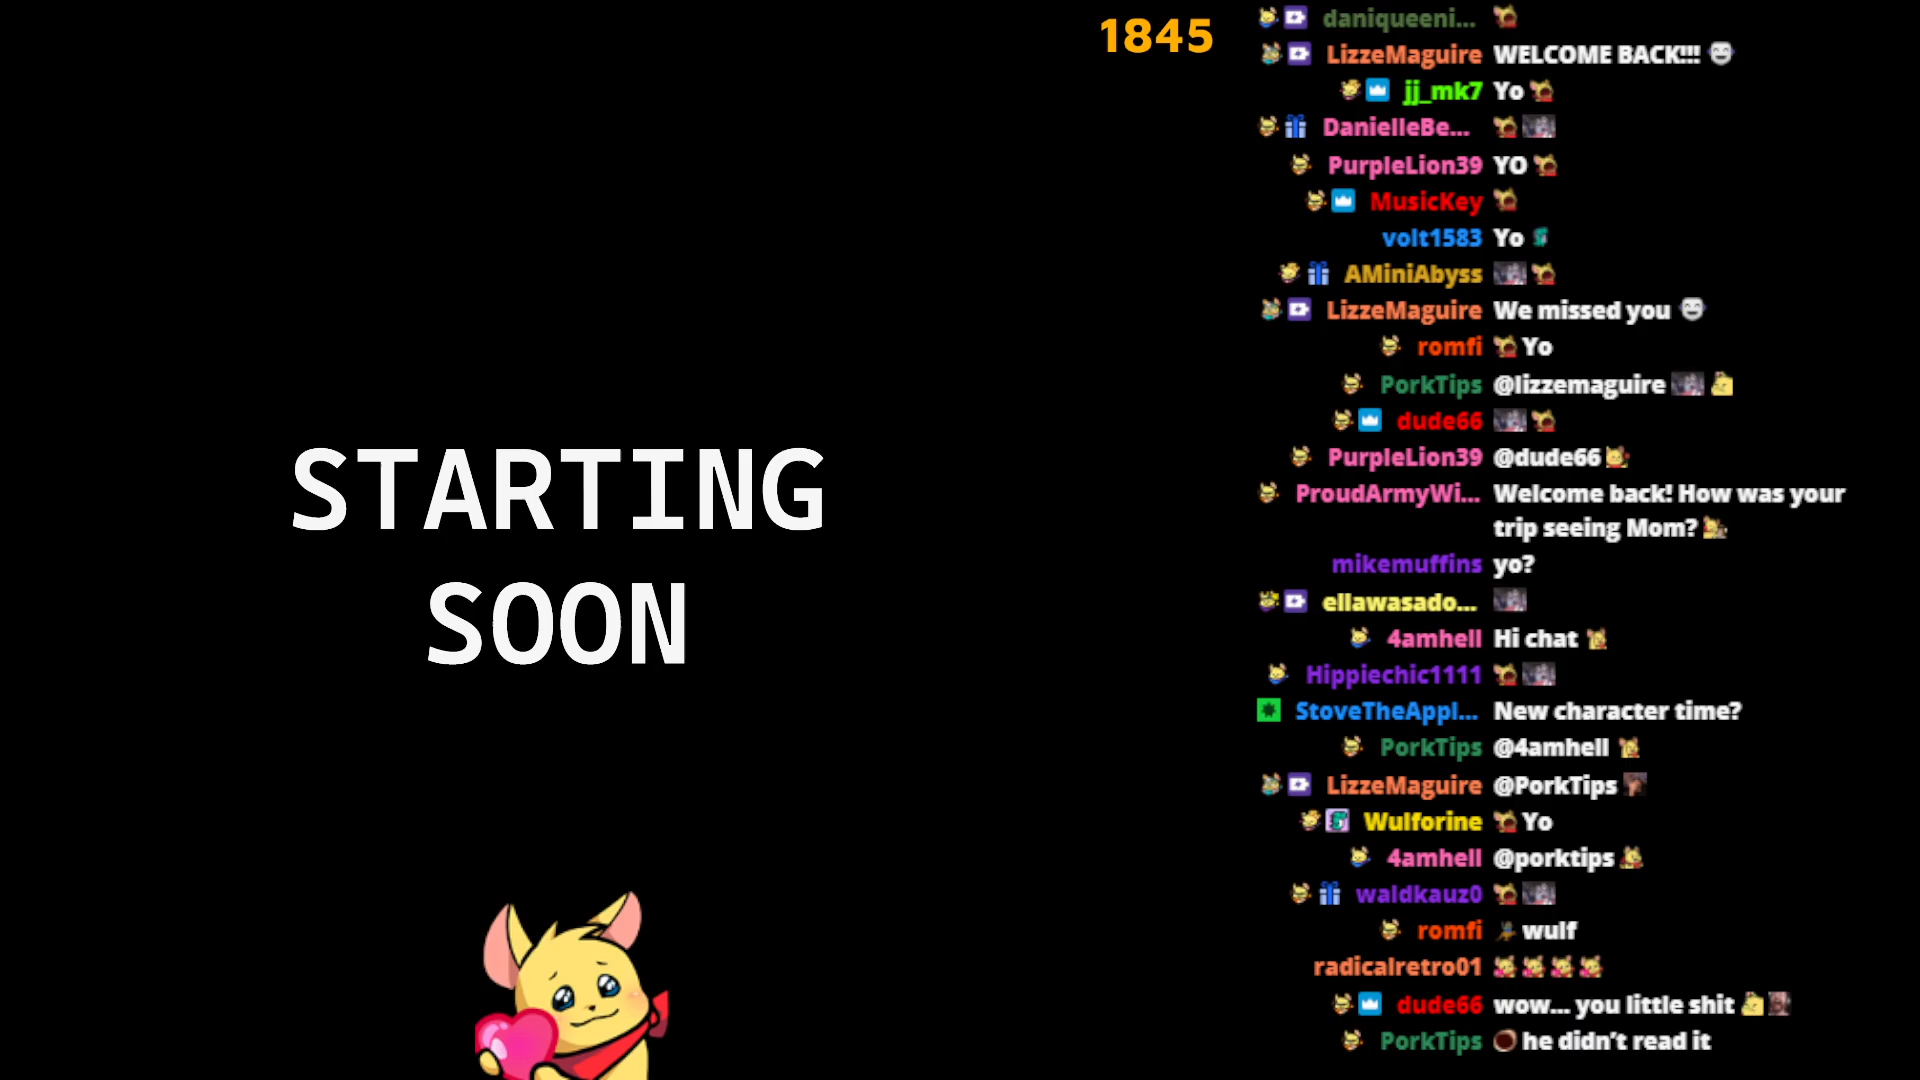 STARTING
SOON
1845
daniqueeni...
LizzeMaguire WELCOME BACK!!!
jj_mk7 Yo
DanielleBe...
PurpleLion39 YO
MusicKey
volt1583 Yo
AMiniAbyss
LizzeMaguire We missed you
romfi Yo
PorkTips @lizzemaguire
dude66
PurpleLion39 @dude66
ProudArmyWi... Welcome back! How was your
trip seeing Mom?
mikemuffins yo?
ellawasado...
4amhell Hi chat
Hippiechic1111
StoveTheAppl... New character time?
PorkTips @4amhell
LizzeMaguire @PorkTips
Wulforine Yo
4amhell @porktips
waldkauz0
romfi wulf
radicalretro01
dude66 wow... you little shit
PorkTips he didn't read it